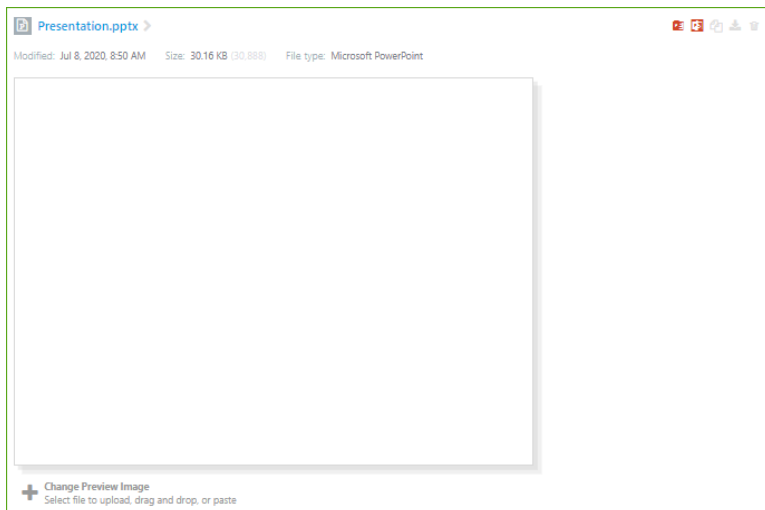 Presentation.pptx
Modified: Jul 8, 2020, 8:50 AM Size: 30.16 KB (30,888) File type: Microsoft PowerPoint
Change Preview Image
Select file to upload, drag and drop, or paste